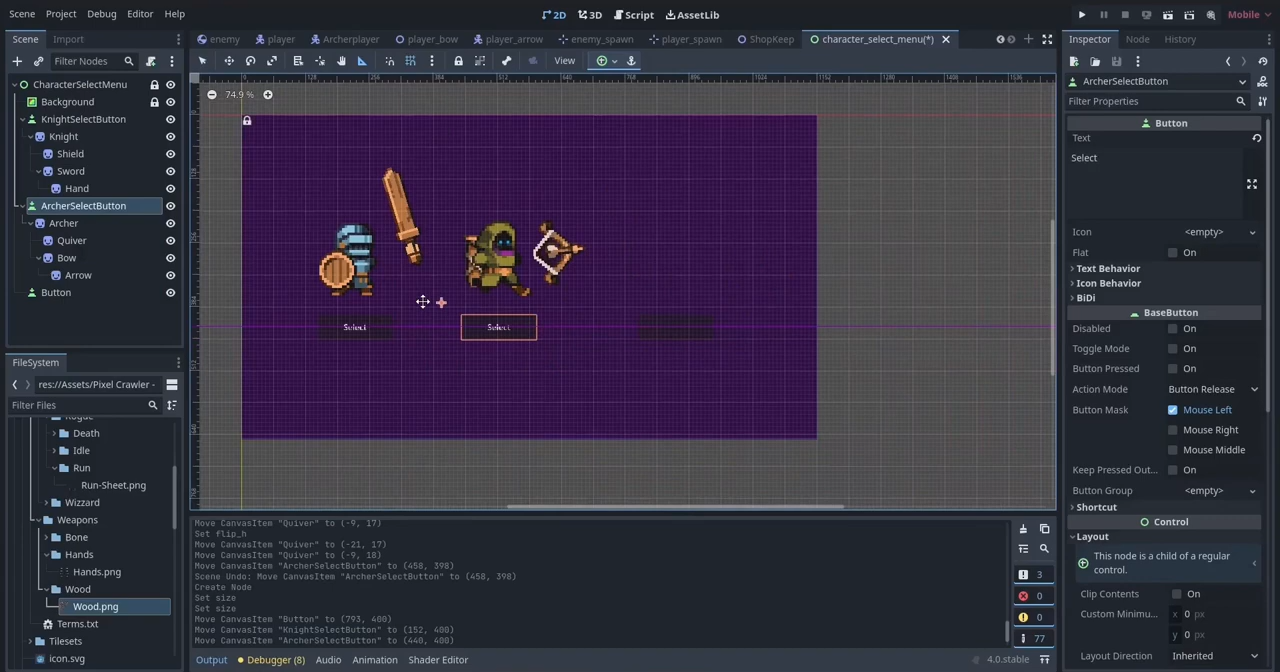 Scene Project Debug Editor Help
2D 3D Script AssetLib
Mobile
Scene Import
enemy player Archerplayer player_bow player_arrow enemy_spawn player_spawn ShopKeep character_select_menu(*)
Inspector Node History
Filter Nodes
View
CharacterSelectMenu
Background
KnightSelectButton
Knight
Shield
Sword
Hand
ArcherSelectButton
Archer
Quiver
Bow
Arrow
Button
74.9 %
Select
Select
FileSystem
res://Assets/Pixel Crawler -
Filter Files
Rogue
Death
Idle
Run
Run-Sheet.png
Wizzard
Weapons
Bone
Hands
Hands.png
Wood
Wood.png
Terms.txt
Tilesets
icon.svg
Move CanvasItem "Quiver" to (-9, 17)
Set flip_h
Move CanvasItem "Quiver" to (-21, 17)
Move CanvasItem "Quiver" to (-9, 18)
Move CanvasItem "ArcherSelectButton" to (458, 398)
Scene Undo: Move CanvasItem "ArcherSelectButton" to (458, 398)
Create Node
Set size
Set size
Move CanvasItem "Button" to (793, 400)
Move CanvasItem "KnightSelectButton" to (152, 400)
Move CanvasItem "ArcherSelectButton" to (440, 400)
3
0
0
77
Output Debugger (8) Audio Animation Shader Editor
4.0.stable
ArcherSelectButton
Filter Properties
Button
Text
Select
Icon <empty>
Flat On
Text Behavior
Icon Behavior
BiDi
BaseButton
Disabled On
Toggle Mode On
Button Pressed On
Action Mode Button Release
Button Mask Mouse Left
Mouse Right
Mouse Middle
Keep Pressed Out... On
Button Group <empty>
Shortcut
Control
Layout
This node is a child of a regular
control.
Clip Contents On
Custom Minimu... x 0 px
y 0 px
Layout Direction Inherited